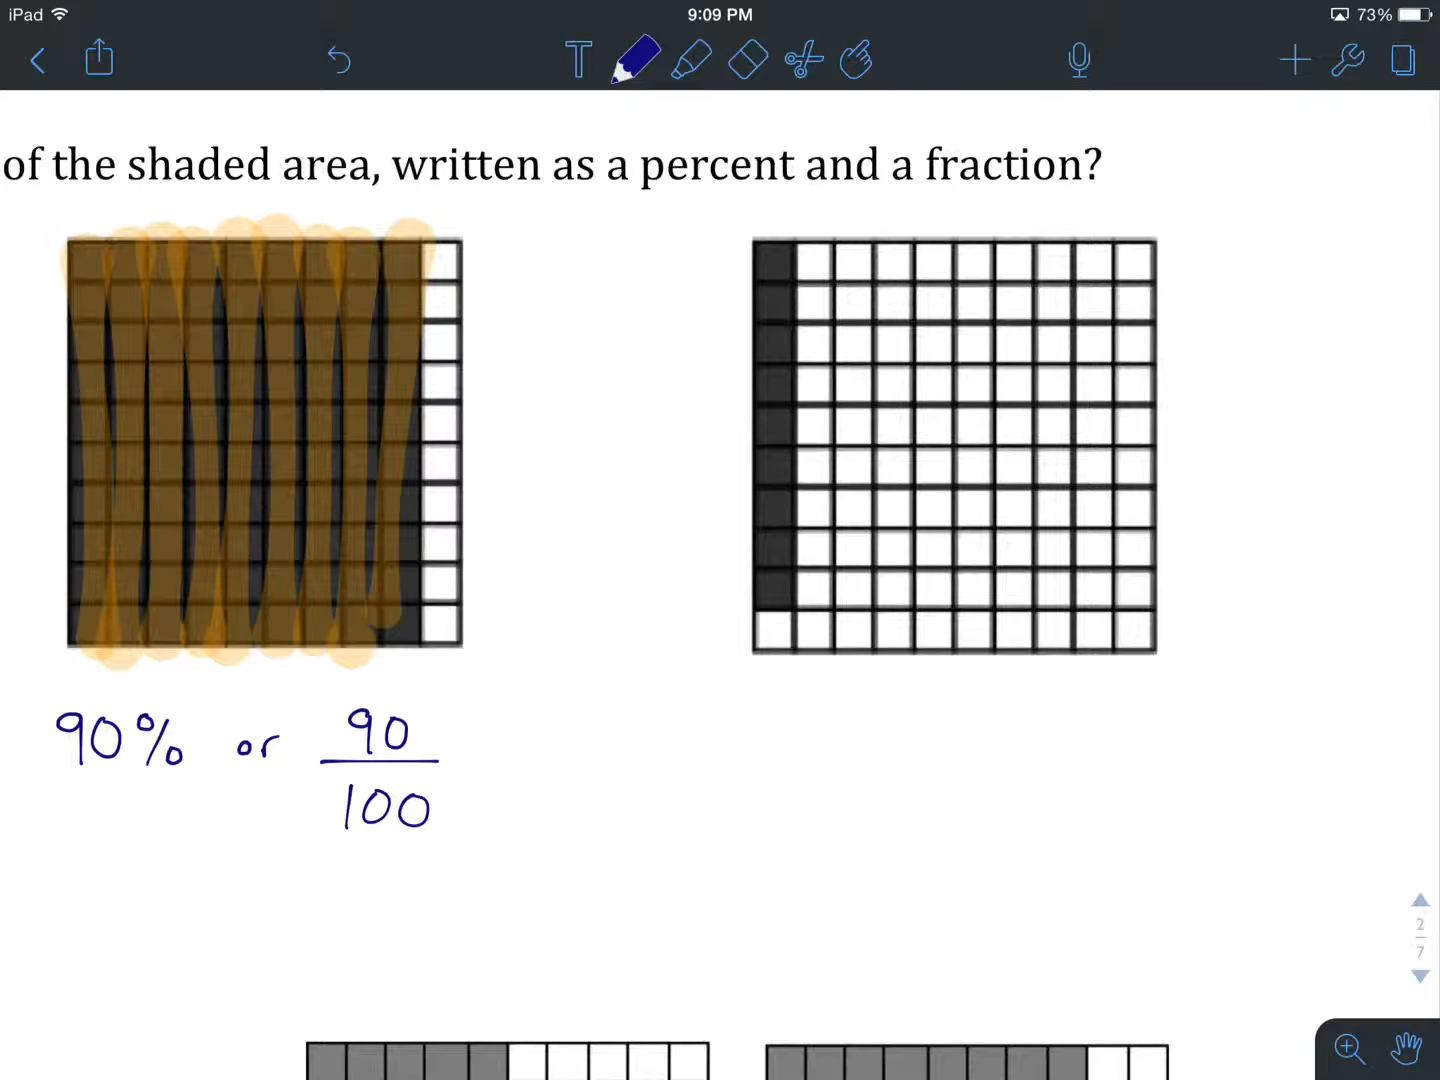 iPad 9:09 PM 73%
T
of the shaded area, written as a percent and a fraction?
90% or 90
100
2
7